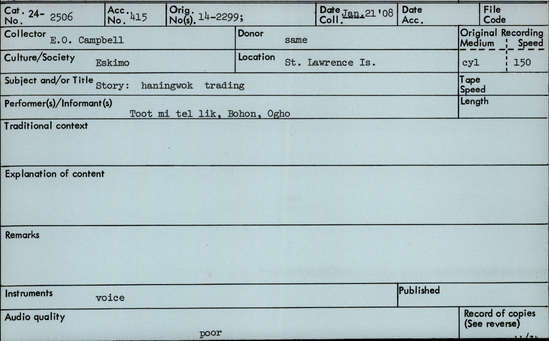 Cat. 24- 2506 Acc. No. 415 Orig. No(s). 14-2299; Date Coll. Jan. 21 '08 Date Acc. File Code
Collector E.O. Campbell Donor same Original Recording Medium Speed
Culture/Society Eskimo Location St. Lawrence Is. cyl 150
Subject and/or Title Story: haningwok trading Tape Speed
Performer(s)/Informant(s) Length
Toot mi tel lik, Bohon, Ogho
Traditional context
Explanation of content
Remarks
Instruments voice Published
Audio quality Record of copies
poor (See reverse)